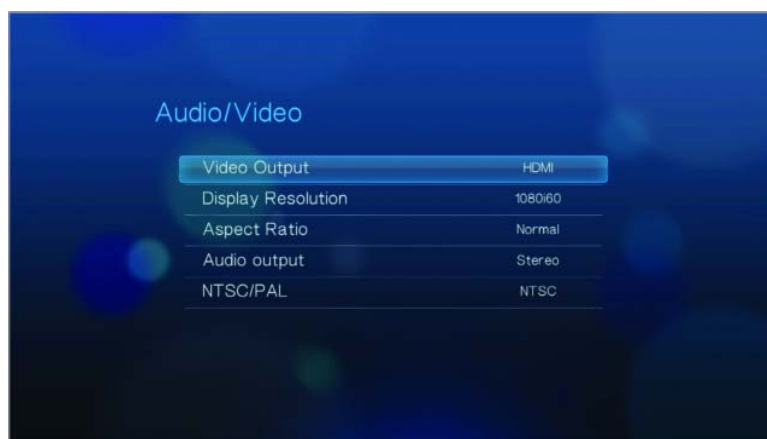 Audio/Video
Video Output HDMI
Display Resolution 1080i60
Aspect Ratio Normal
Audio output Stereo
NTSC/PAL NTSC